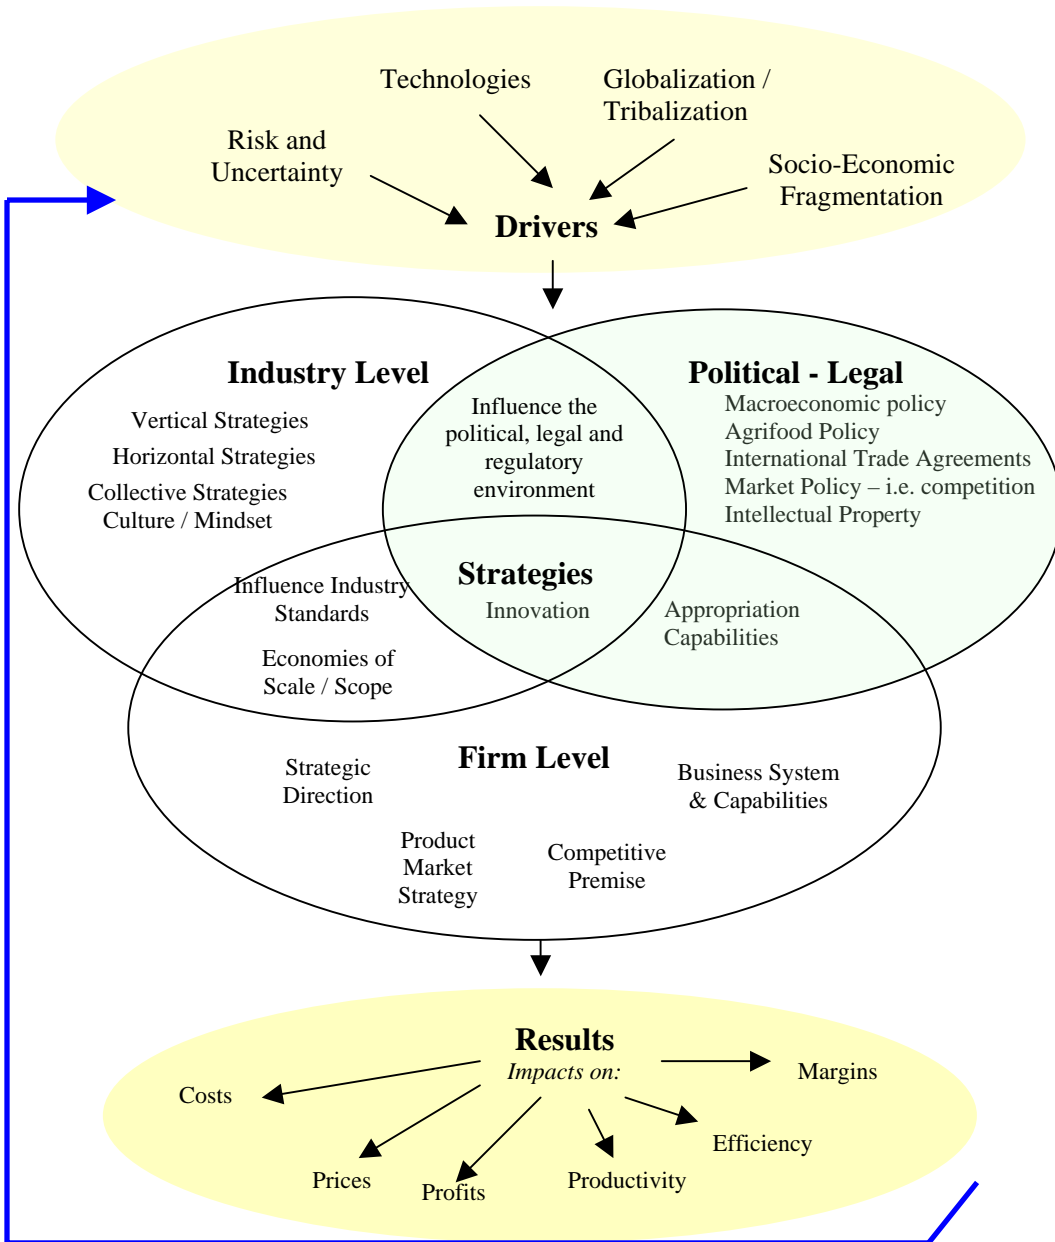 Technologies
Globalization /
Tribalization
Risk and
Uncertainty
Socio-Economic
Fragmentation
Drivers
Industry Level
Vertical Strategies
Horizontal Strategies
Collective Strategies
Culture / Mindset
Influence the
political, legal and
regulatory
environment
Political - Legal
Macroeconomic policy
Agrifood Policy
International Trade Agreements
Market Policy – i.e. competition
Intellectual Property
Strategies
Innovation
Influence Industry
Standards
Economies of
Scale / Scope
Appropriation
Capabilities
Firm Level
Strategic
Direction
Business System
& Capabilities
Product
Market
Strategy
Competitive
Premise
Results
Impacts on:
Costs
Prices
Profits
Productivity
Efficiency
Margins